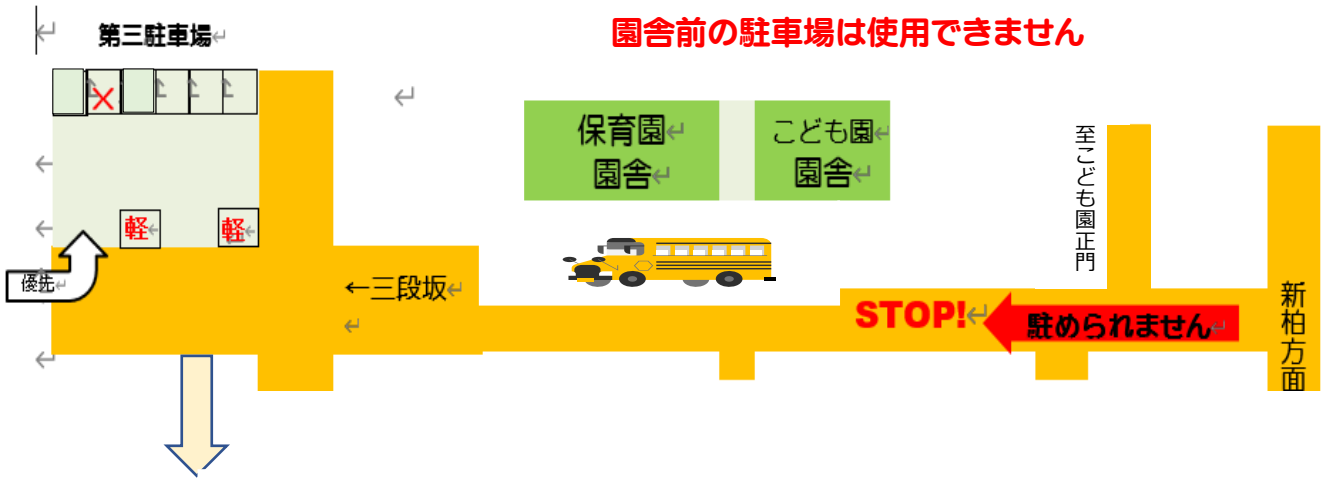 第三駐車場
園舎前の駐車場は使用できません
保育園
園舎
こども園
園舎
至こども園正門
軽
軽
優先
←三段坂
STOP!
駐められません
新柏方面